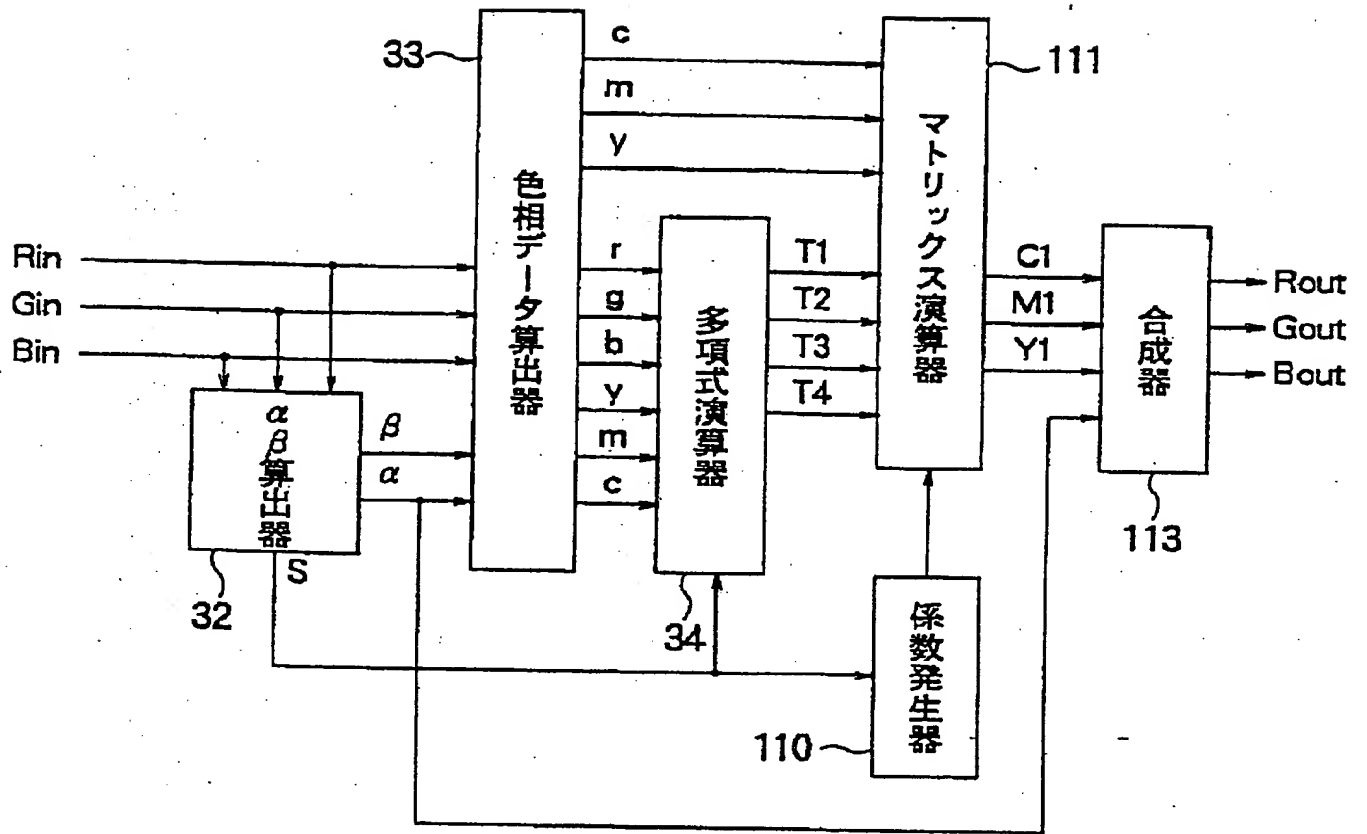 33
c
m
y
111
色相データ算出器
マトリックス演算器
Rin
Gin
Bin
r
g
b
y
m
c
多項式演算器
T1
T2
T3
T4
C1
M1
Y1
合成器
Rout
Gout
Bout
αβ算出器
β
α
S
32
34
113
係数発生器
110